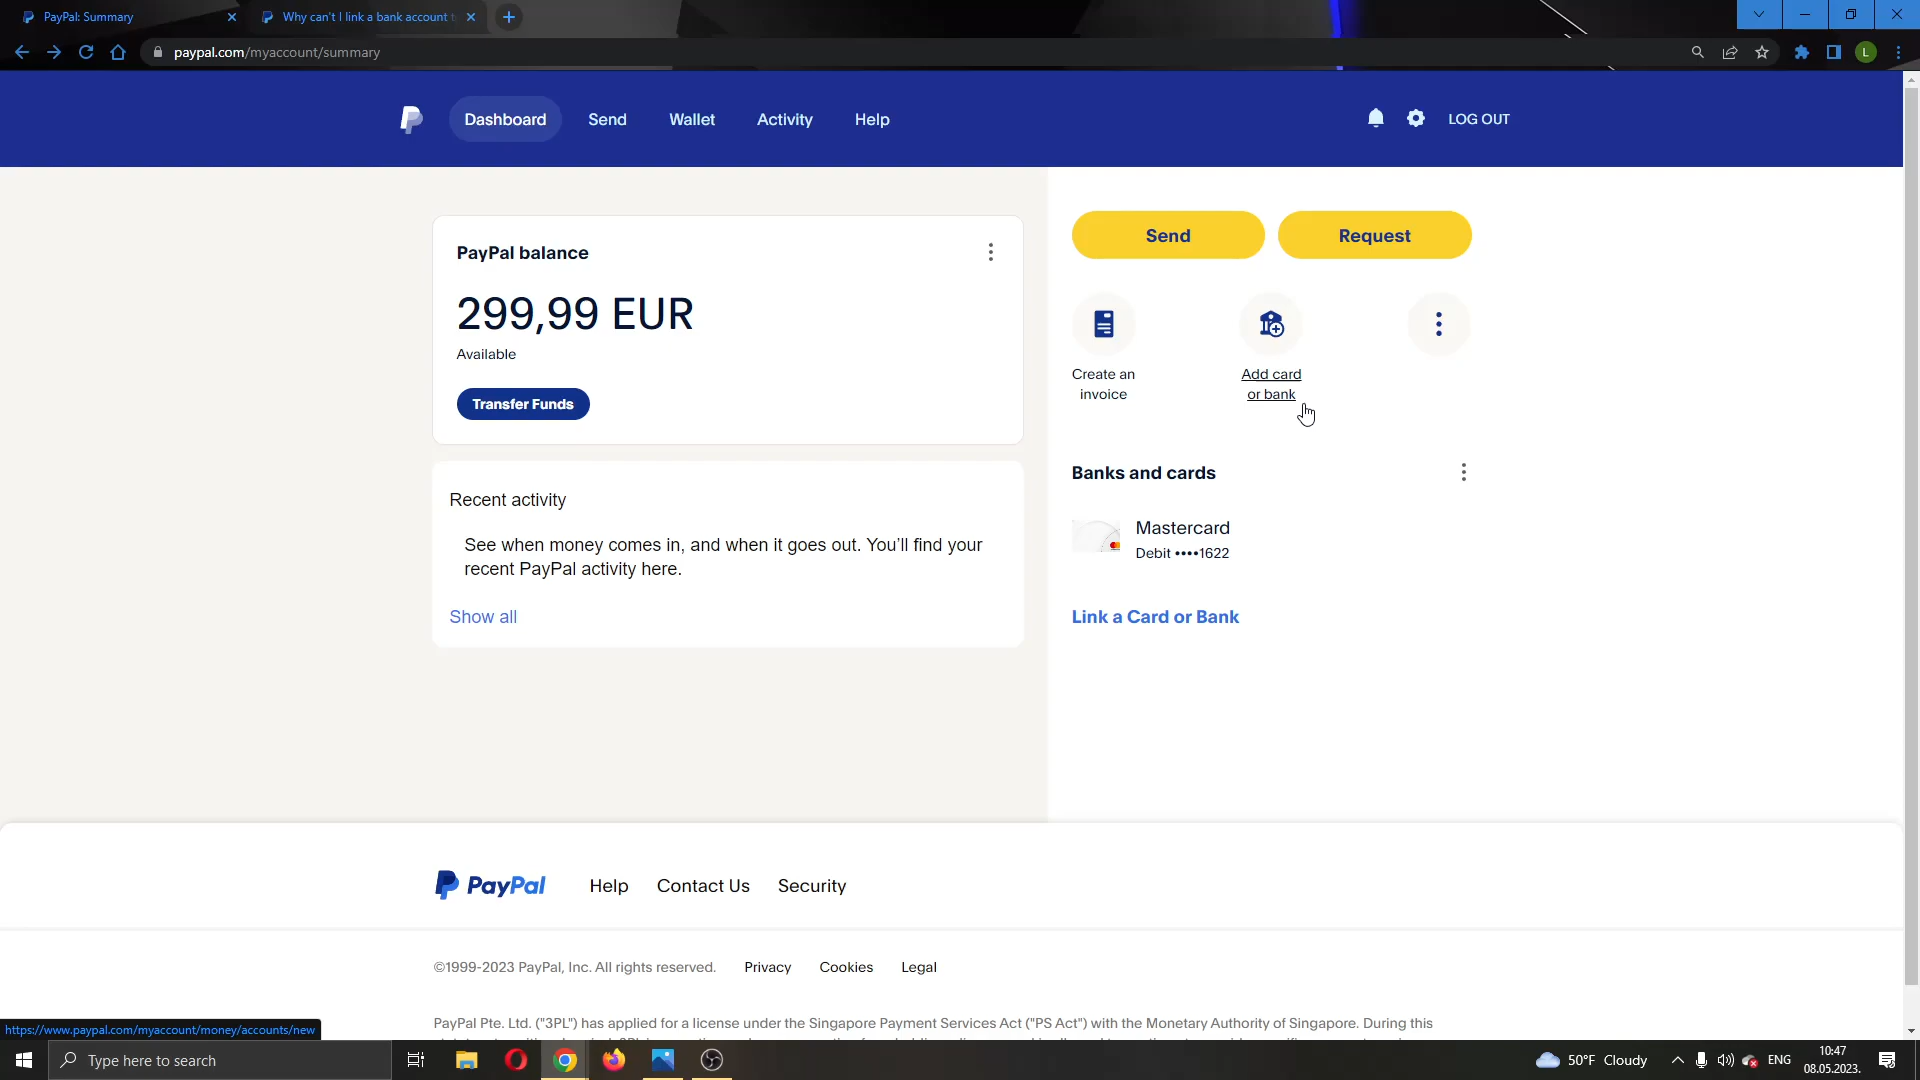 PayPal: Summary
Why can't I link a bank account t
paypal.com/myaccount/summary
L
Dashboard
Send
Wallet
Activity
Help
LOG OUT
PayPal balance
299,99 EUR
Available
Transfer Funds
Recent activity
See when money comes in, and when it goes out. You'll find your
recent PayPal activity here.
Show all
Send
Request
Create an
invoice
Add card
or bank
Banks and cards
Mastercard
Debit ••••1622
Link a Card or Bank
PayPal
Help
Contact Us
Security
©1999-2023 PayPal, Inc. All rights reserved.
Privacy
Cookies
Legal
PayPal Pte. Ltd. ("3PL") has applied for a license under the Singapore Payment Services Act ("PS Act") with the Monetary Authority of Singapore. During this
https://www.paypal.com/myaccount/money/accounts/new
Type here to search
50°F Cloudy
ENG
10:47
08.05.2023.